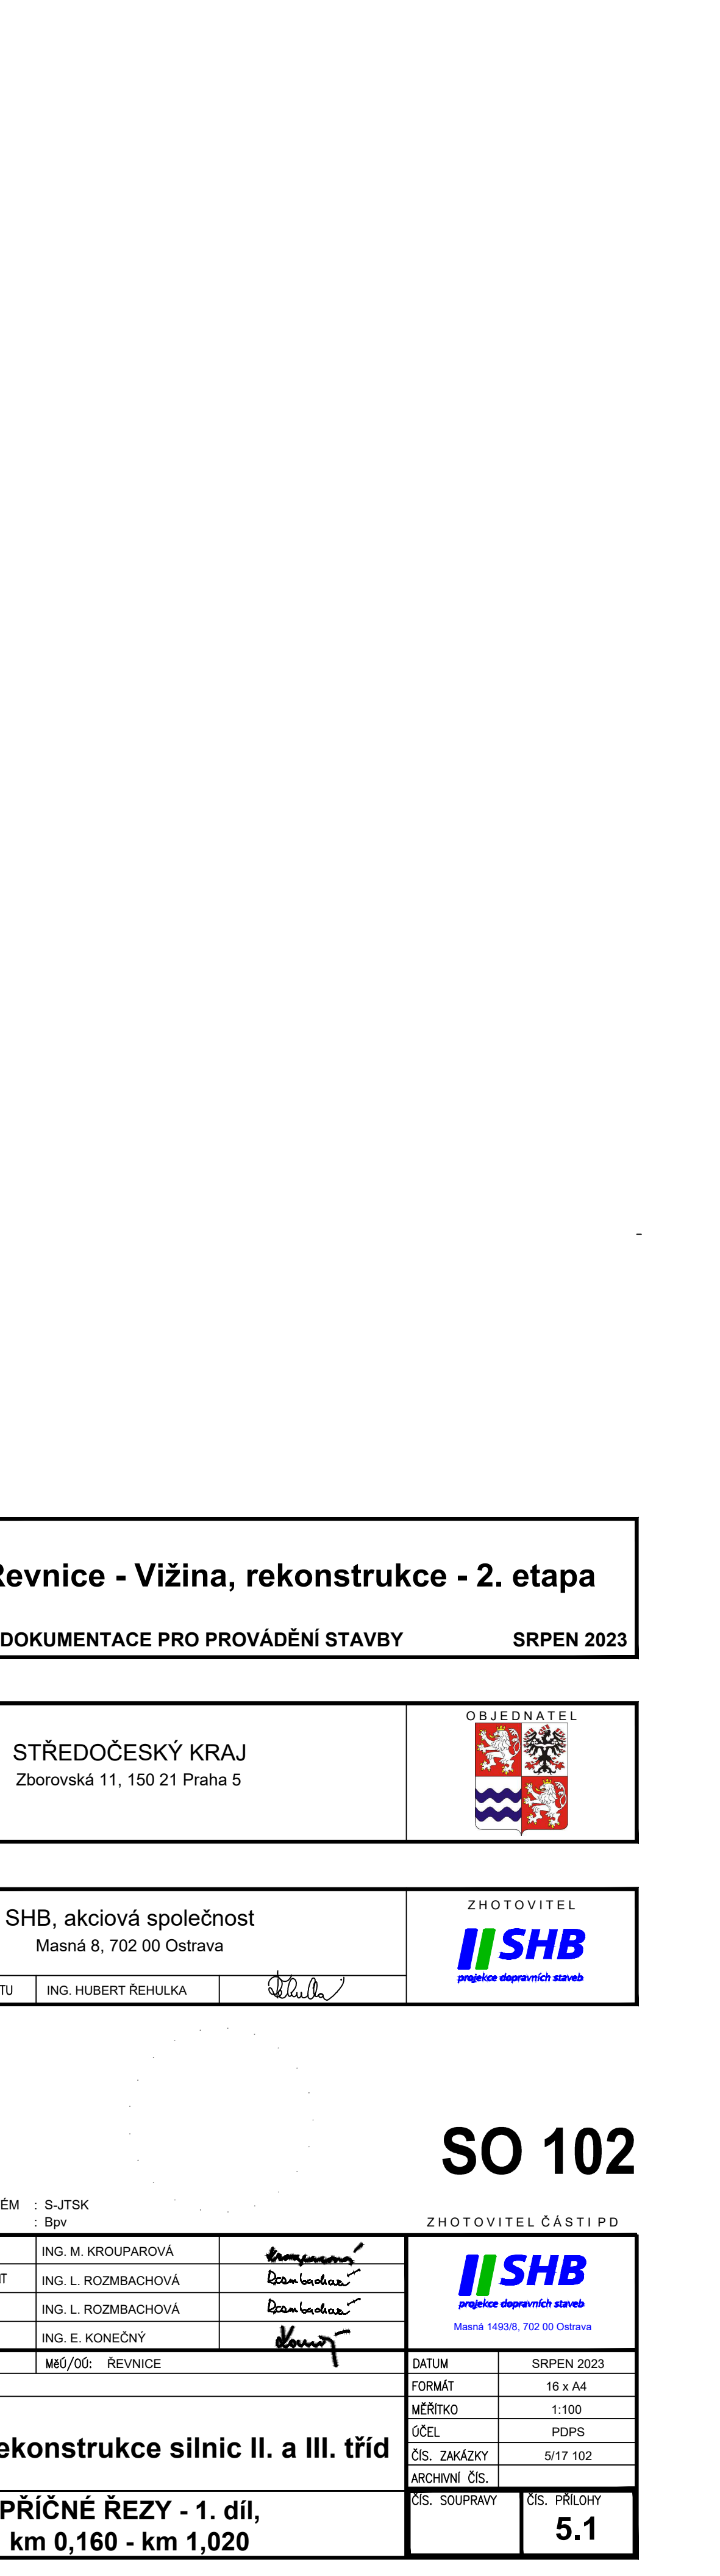 Revnice - Vižina, rekonstrukce - 2. etapa
DOKUMENTACE PRO PROVÁDĚNÍ STAVBY SRPEN 2023
OBJEDNATEL
STŘEDOČESKÝ KRAJ
Zborovská 11, 150 21 Praha 5
ZHOTOVITEL
SHB, akciová společnost
SHB
Masná 8, 702 00 Ostrava
projekce dopravních staveb
TU ING. HUBERT ŘEHULKA
SO 102
ÉM : S-JTSK
: Bpv
ZHOTOVITEL ČÁSTI PD
ING. M. KROUPAROVÁ
SHB
NT ING. L. ROZMBACHOVÁ
projekce dopravních staveb
ING. L. ROZMBACHOVÁ
Masná 1493/8, 702 00 Ostrava
ING. E. KONEČNÝ
MěÚ/OÚ: ŘEVNICE
DATUM SRPEN 2023
FORMÁT 16 x A4
MĚŘÍTKO 1:100
ÚČEL PDPS
ekonstrukce silnic II. a III. tříd
ČÍS. ZAKÁZKY 5/17 102
ARCHIVNÍ ČÍS.
ČÍS. SOUPRAVY ČÍS. PŘÍLOHY
PŘÍČNÉ ŘEZY - 1. díl,
5.1
km 0,160 - km 1,020